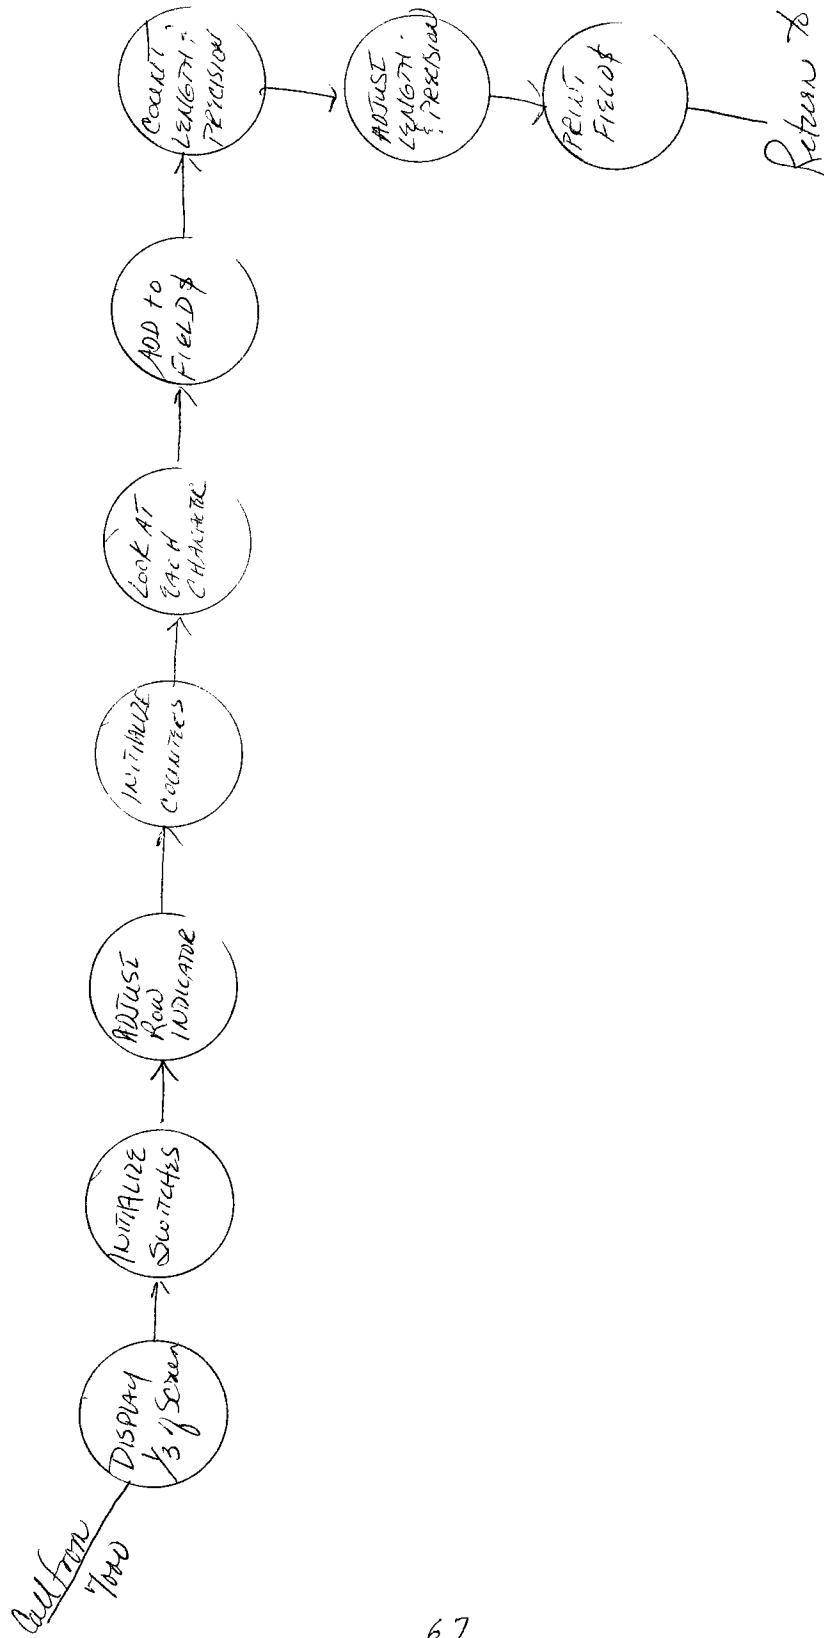 Call from
7000
DISPLAY
1/3 of Screen
INITIALIZE
SWITCHES
ADJUST
ROW
INDICATOR
INITIALIZE
COUNTERS
LOOK AT
EACH
CHARACTER
ADD to
FIELD$
COUNT
LENGTH &
PRECISION
ADJUST
LENGTH
& PRECISION
PRINT
FIELD$
Return to
67